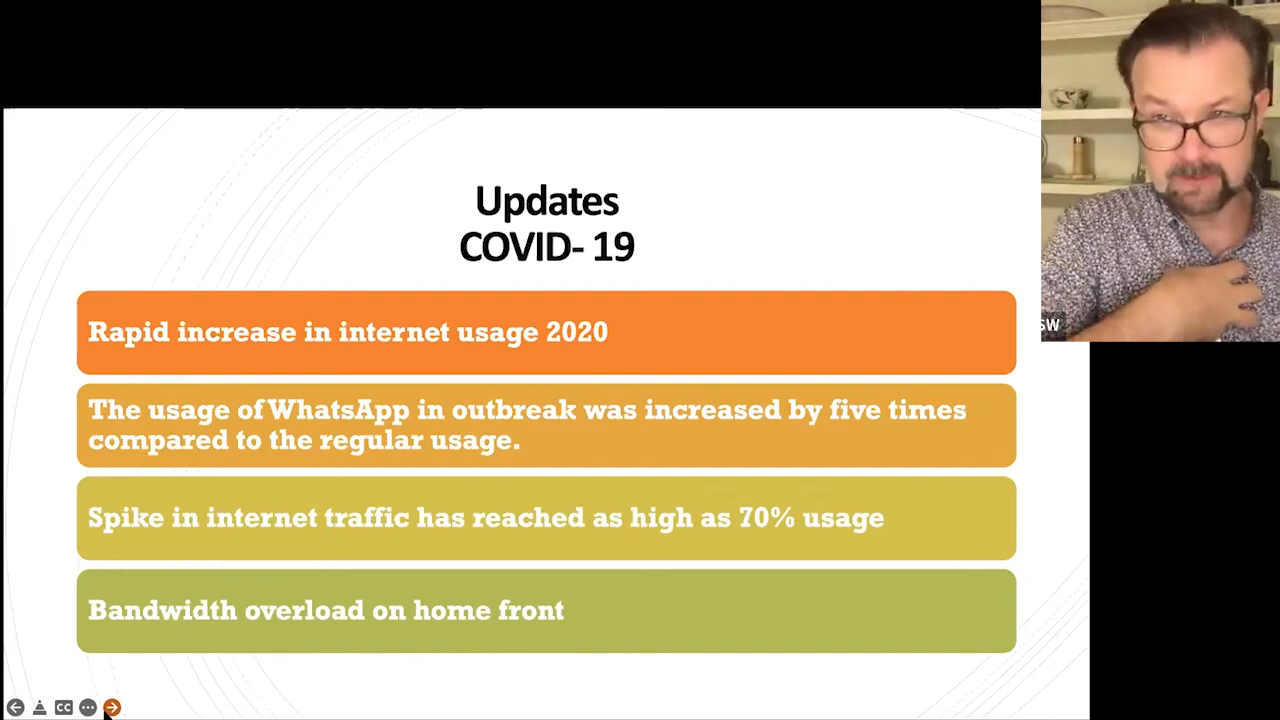 Updates
COVID- 19
Rapid increase in internet usage 2020
The usage of WhatsApp in outbreak was increased by five times
compared to the regular usage.
Spike in internet traffic has reached as high as 70% usage
Bandwidth overload on home front
SW
CC